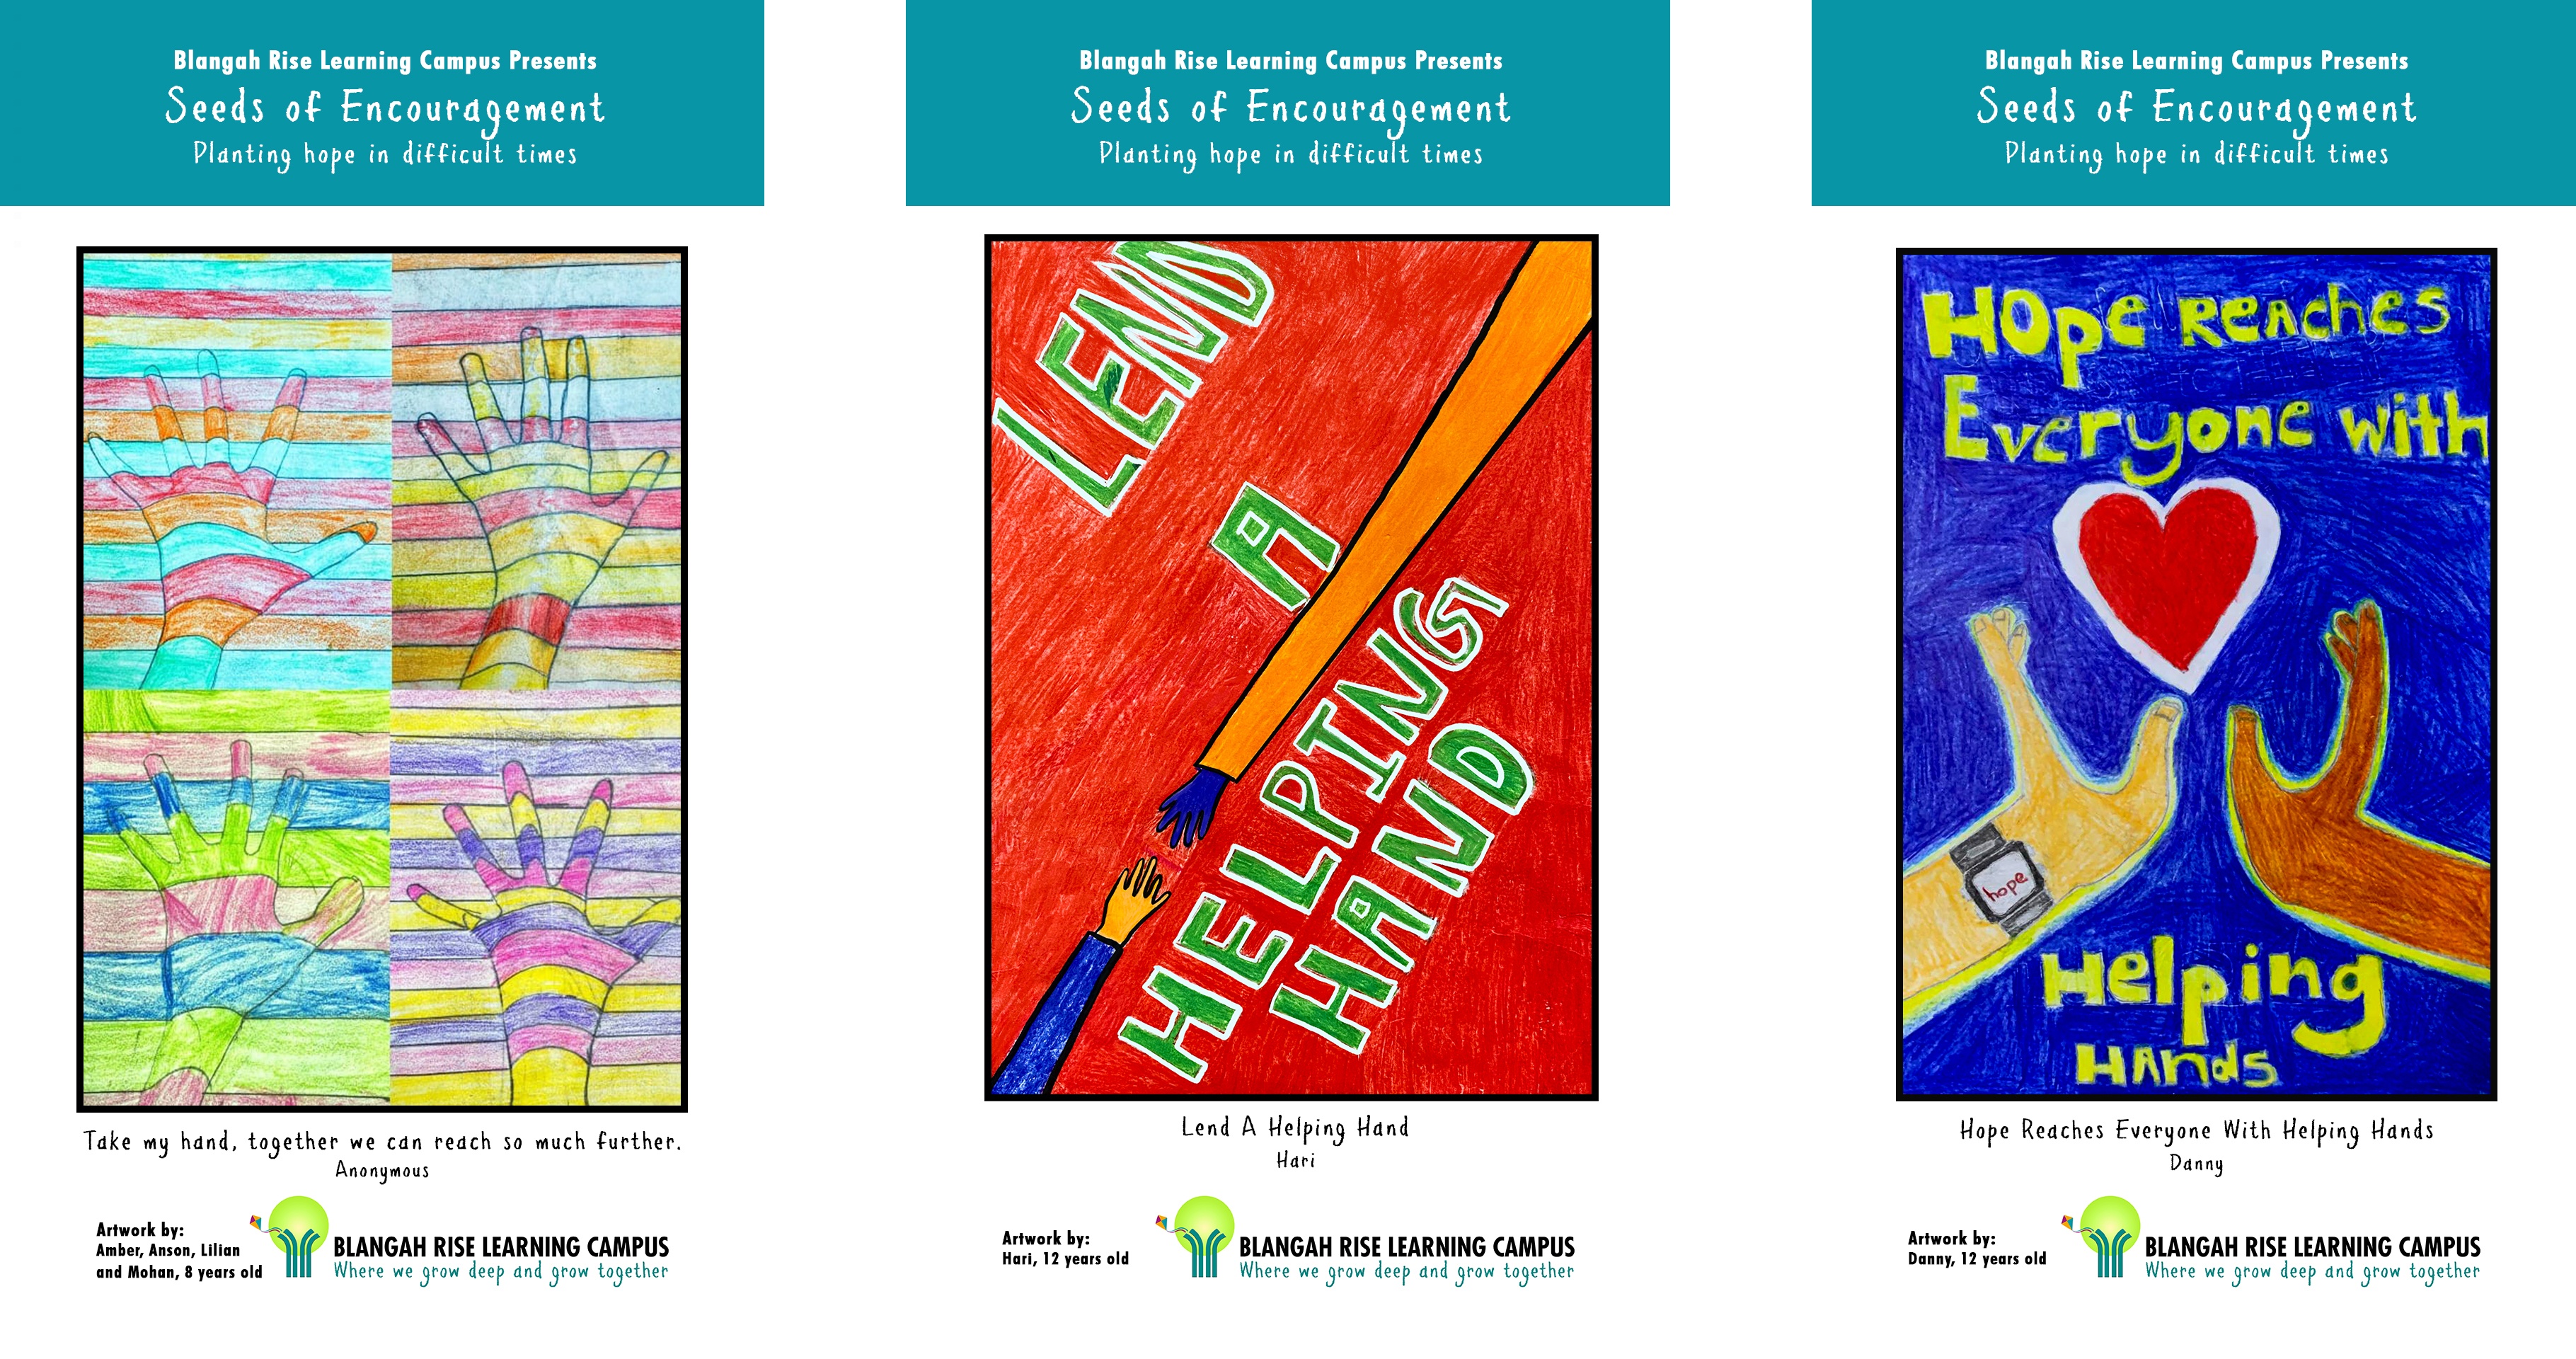 Blangah Rise Learning Campus Presents
Seeds of Encouragement
Planting hope in difficult times
Take my hand, together we can reach so much further.
Anonymous
Artwork by:
Amber, Anson, Lilian
and Mohan, 8 years old
BLANGAH RISE LEARNING CAMPUS
Where we grow deep and grow together
Blangah Rise Learning Campus Presents
Seeds of Encouragement
Planting hope in difficult times
LEND
A
HELPING
HAND
Lend A Helping Hand
Hari
Artwork by:
Hari, 12 years old
BLANGAH RISE LEARNING CAMPUS
Where we grow deep and grow together
Blangah Rise Learning Campus Presents
Seeds of Encouragement
Planting hope in difficult times
HOpe ReAches
Everyone with
hope
Helping
HAnds
Hope Reaches Everyone With Helping Hands
Danny
Artwork by:
Danny, 12 years old
BLANGAH RISE LEARNING CAMPUS
Where we grow deep and grow together